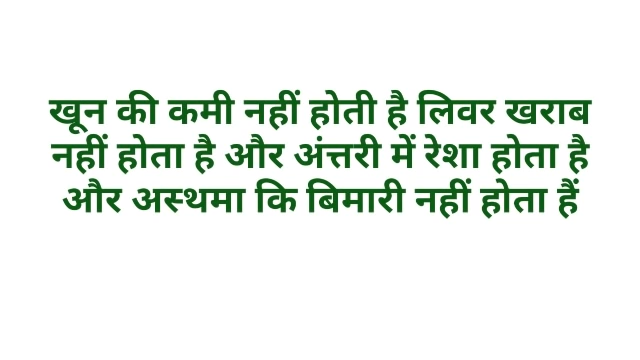 खून की कमी नहीं होती है लिवर खराब
नहीं होता है और अंत्तरी में रेशा होता है
और अस्थमा कि बिमारी नहीं होता हैं